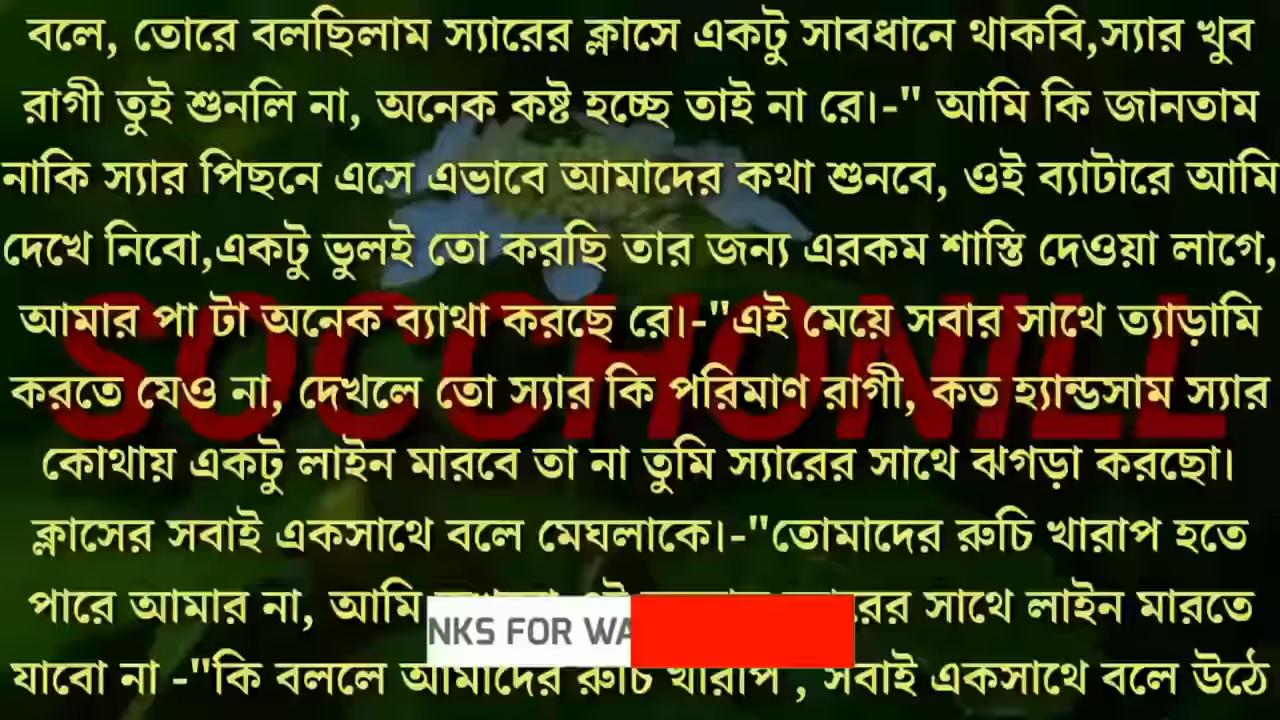 বলে, তোরে বলছিলাম স্যারের ক্লাসে একটু সাবধানে থাকবি,স্যার খুব
রাগী তুই শুনলি না, অনেক কষ্ট হচ্ছে তাই না রে।-" আমি কি জানতাম
নাকি স্যার পিছনে এসে এভাবে আমাদের কথা শুনবে, ওই ব্যাটারে আমি
দেখে নিবো,একটু ভুলই তো করছি তার জন্য এরকম শাস্তি দেওয়া লাগে,
আমার পা টা অনেক ব্যাথা করছে রে।-"এই মেয়ে সবার সাথে ত্যাড়ামি
করতে যেও না, দেখলে তো স্যার কি পরিমাণ রাগী, কত হ্যান্ডসাম স্যার
SOCCHONILL
কোথায় একটু লাইন মারবে তা না তুমি স্যারের সাথে ঝগড়া করছো।
ক্লাসের সবাই একসাথে বলে মেঘলাকে।-"তোমাদের রুচি খারাপ হতে
পারে আমার না, আমি সাথে লাইন মারতে
NKS FOR WA
যাবো না -"কি বললে আমাদের রুচি খারাপ , সবাই একসাথে বলে উঠে